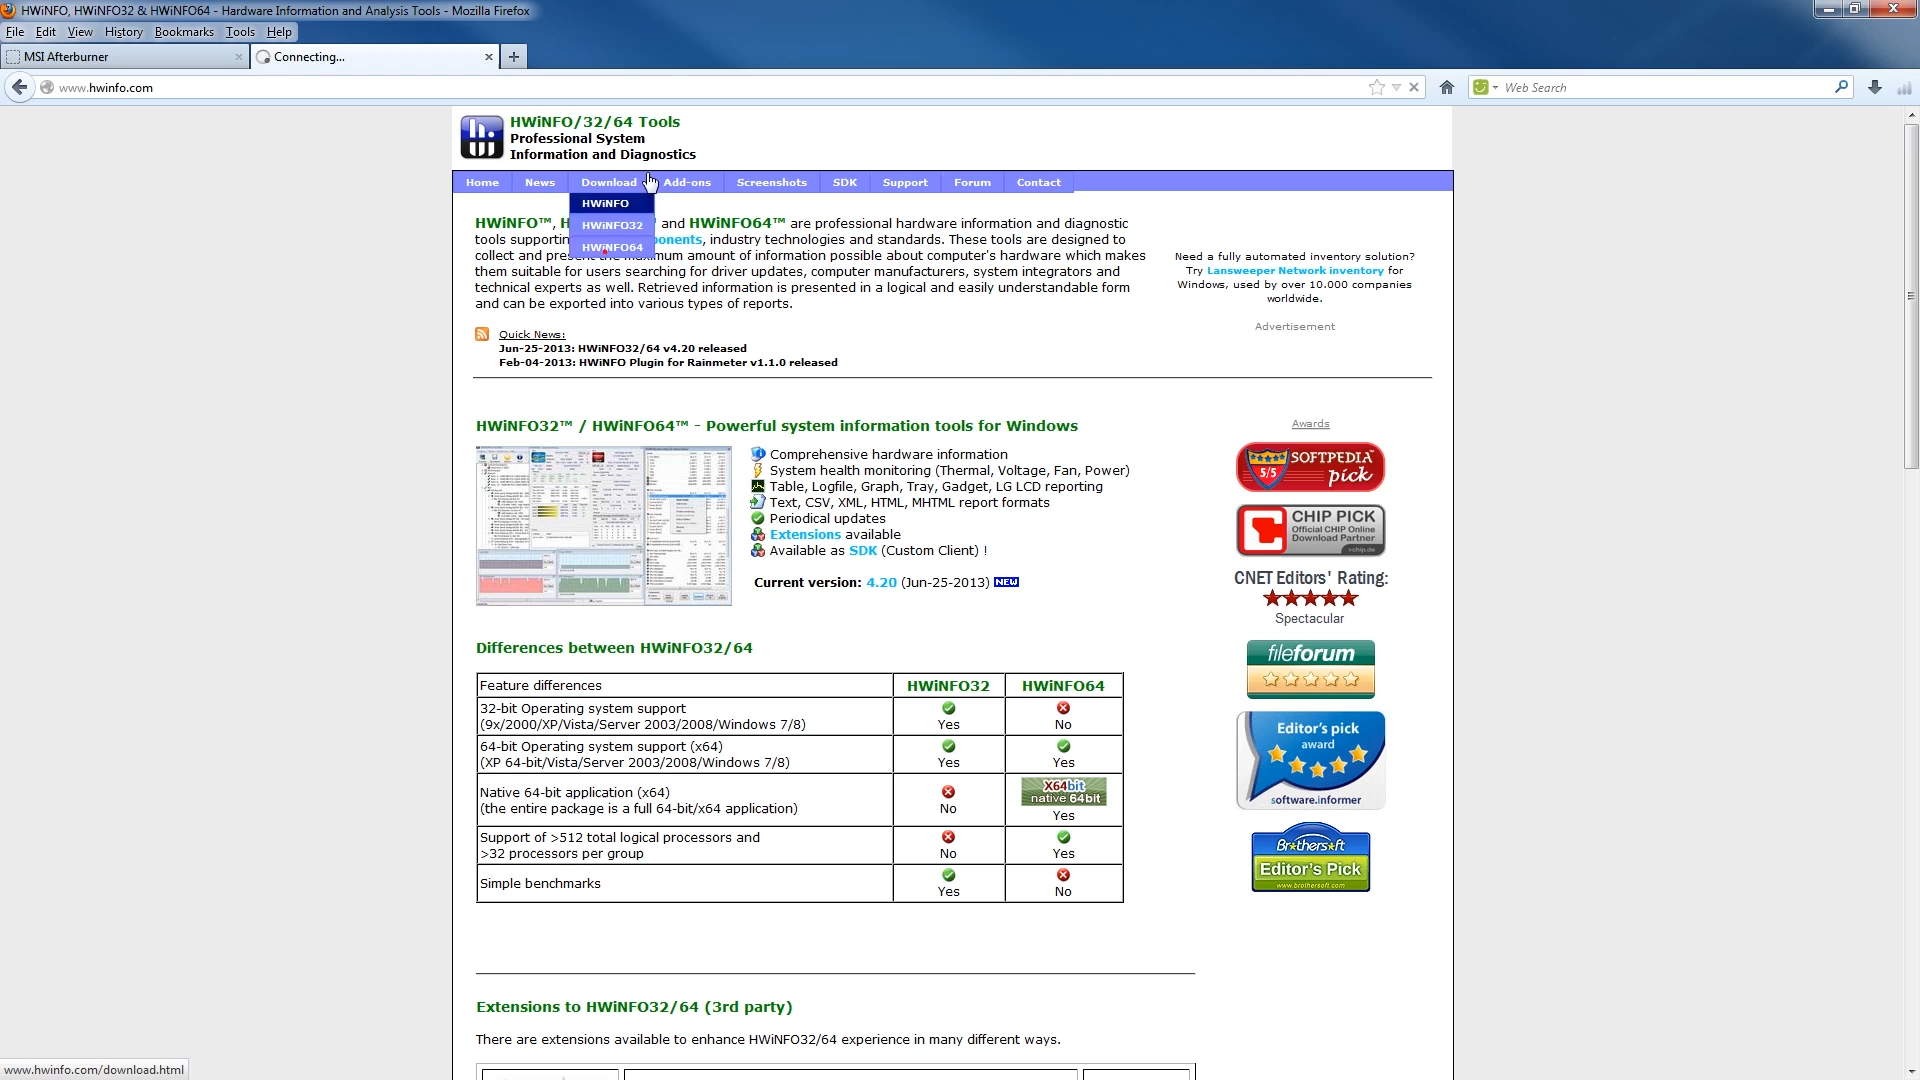 HWiNFO, HWiNFO32 & HWiNFO64 - Hardware Information and Analysis Tools - Mozilla Firefox
File Edit View History Bookmarks Tools Help
MSI Afterburner
Connecting...
www.hwinfo.com
Web Search
HWiNFO/32/64 Tools
Professional System
Information and Diagnostics
Home News Download Add-ons Screenshots SDK Support Forum Contact
HWiNFO
HWiNFO32
HWiNFO64
HWiNFO™, H and HWiNFO64™ are professional hardware information and diagnostic
tools supportin ponents, industry technologies and standards. These tools are designed to
collect and present the maximum amount of information possible about computer's hardware which makes
them suitable for users searching for driver updates, computer manufacturers, system integrators and
technical experts as well. Retrieved information is presented in a logical and easily understandable form
and can be exported into various types of reports.
Need a fully automated inventory solution?
Try Lansweeper Network inventory for
Windows, used by over 10.000 companies
worldwide.
Advertisement
Quick News:
Jun-25-2013: HWiNFO32/64 v4.20 released
Feb-04-2013: HWiNFO Plugin for Rainmeter v1.1.0 released
HWiNFO32™ / HWiNFO64™ - Powerful system information tools for Windows
Comprehensive hardware information
System health monitoring (Thermal, Voltage, Fan, Power)
Table, Logfile, Graph, Tray, Gadget, LG LCD reporting
Text, CSV, XML, HTML, MHTML report formats
Periodical updates
Extensions available
Available as SDK (Custom Client) !
Current version: 4.20 (Jun-25-2013) NEW
Awards
SOFTPEDIA
5/5 pick
CHIP PICK
Official CHIP Online
Download Partner
CNET Editors' Rating:
Spectacular
fileforum
Editor's pick
award
software.informer
Brothersoft
Editor's Pick
www.brothersoft.com
Differences between HWiNFO32/64
Feature differences HWiNFO32 HWiNFO64
32-bit Operating system support
(9x/2000/XP/Vista/Server 2003/2008/Windows 7/8) Yes No
64-bit Operating system support (x64)
(XP 64-bit/Vista/Server 2003/2008/Windows 7/8) Yes Yes
Native 64-bit application (x64) X64bit
native 64bit
(the entire package is a full 64-bit/x64 application) No Yes
Support of >512 total logical processors and
>32 processors per group No Yes
Simple benchmarks Yes No
Extensions to HWiNFO32/64 (3rd party)
There are extensions available to enhance HWiNFO32/64 experience in many different ways.
www.hwinfo.com/download.html